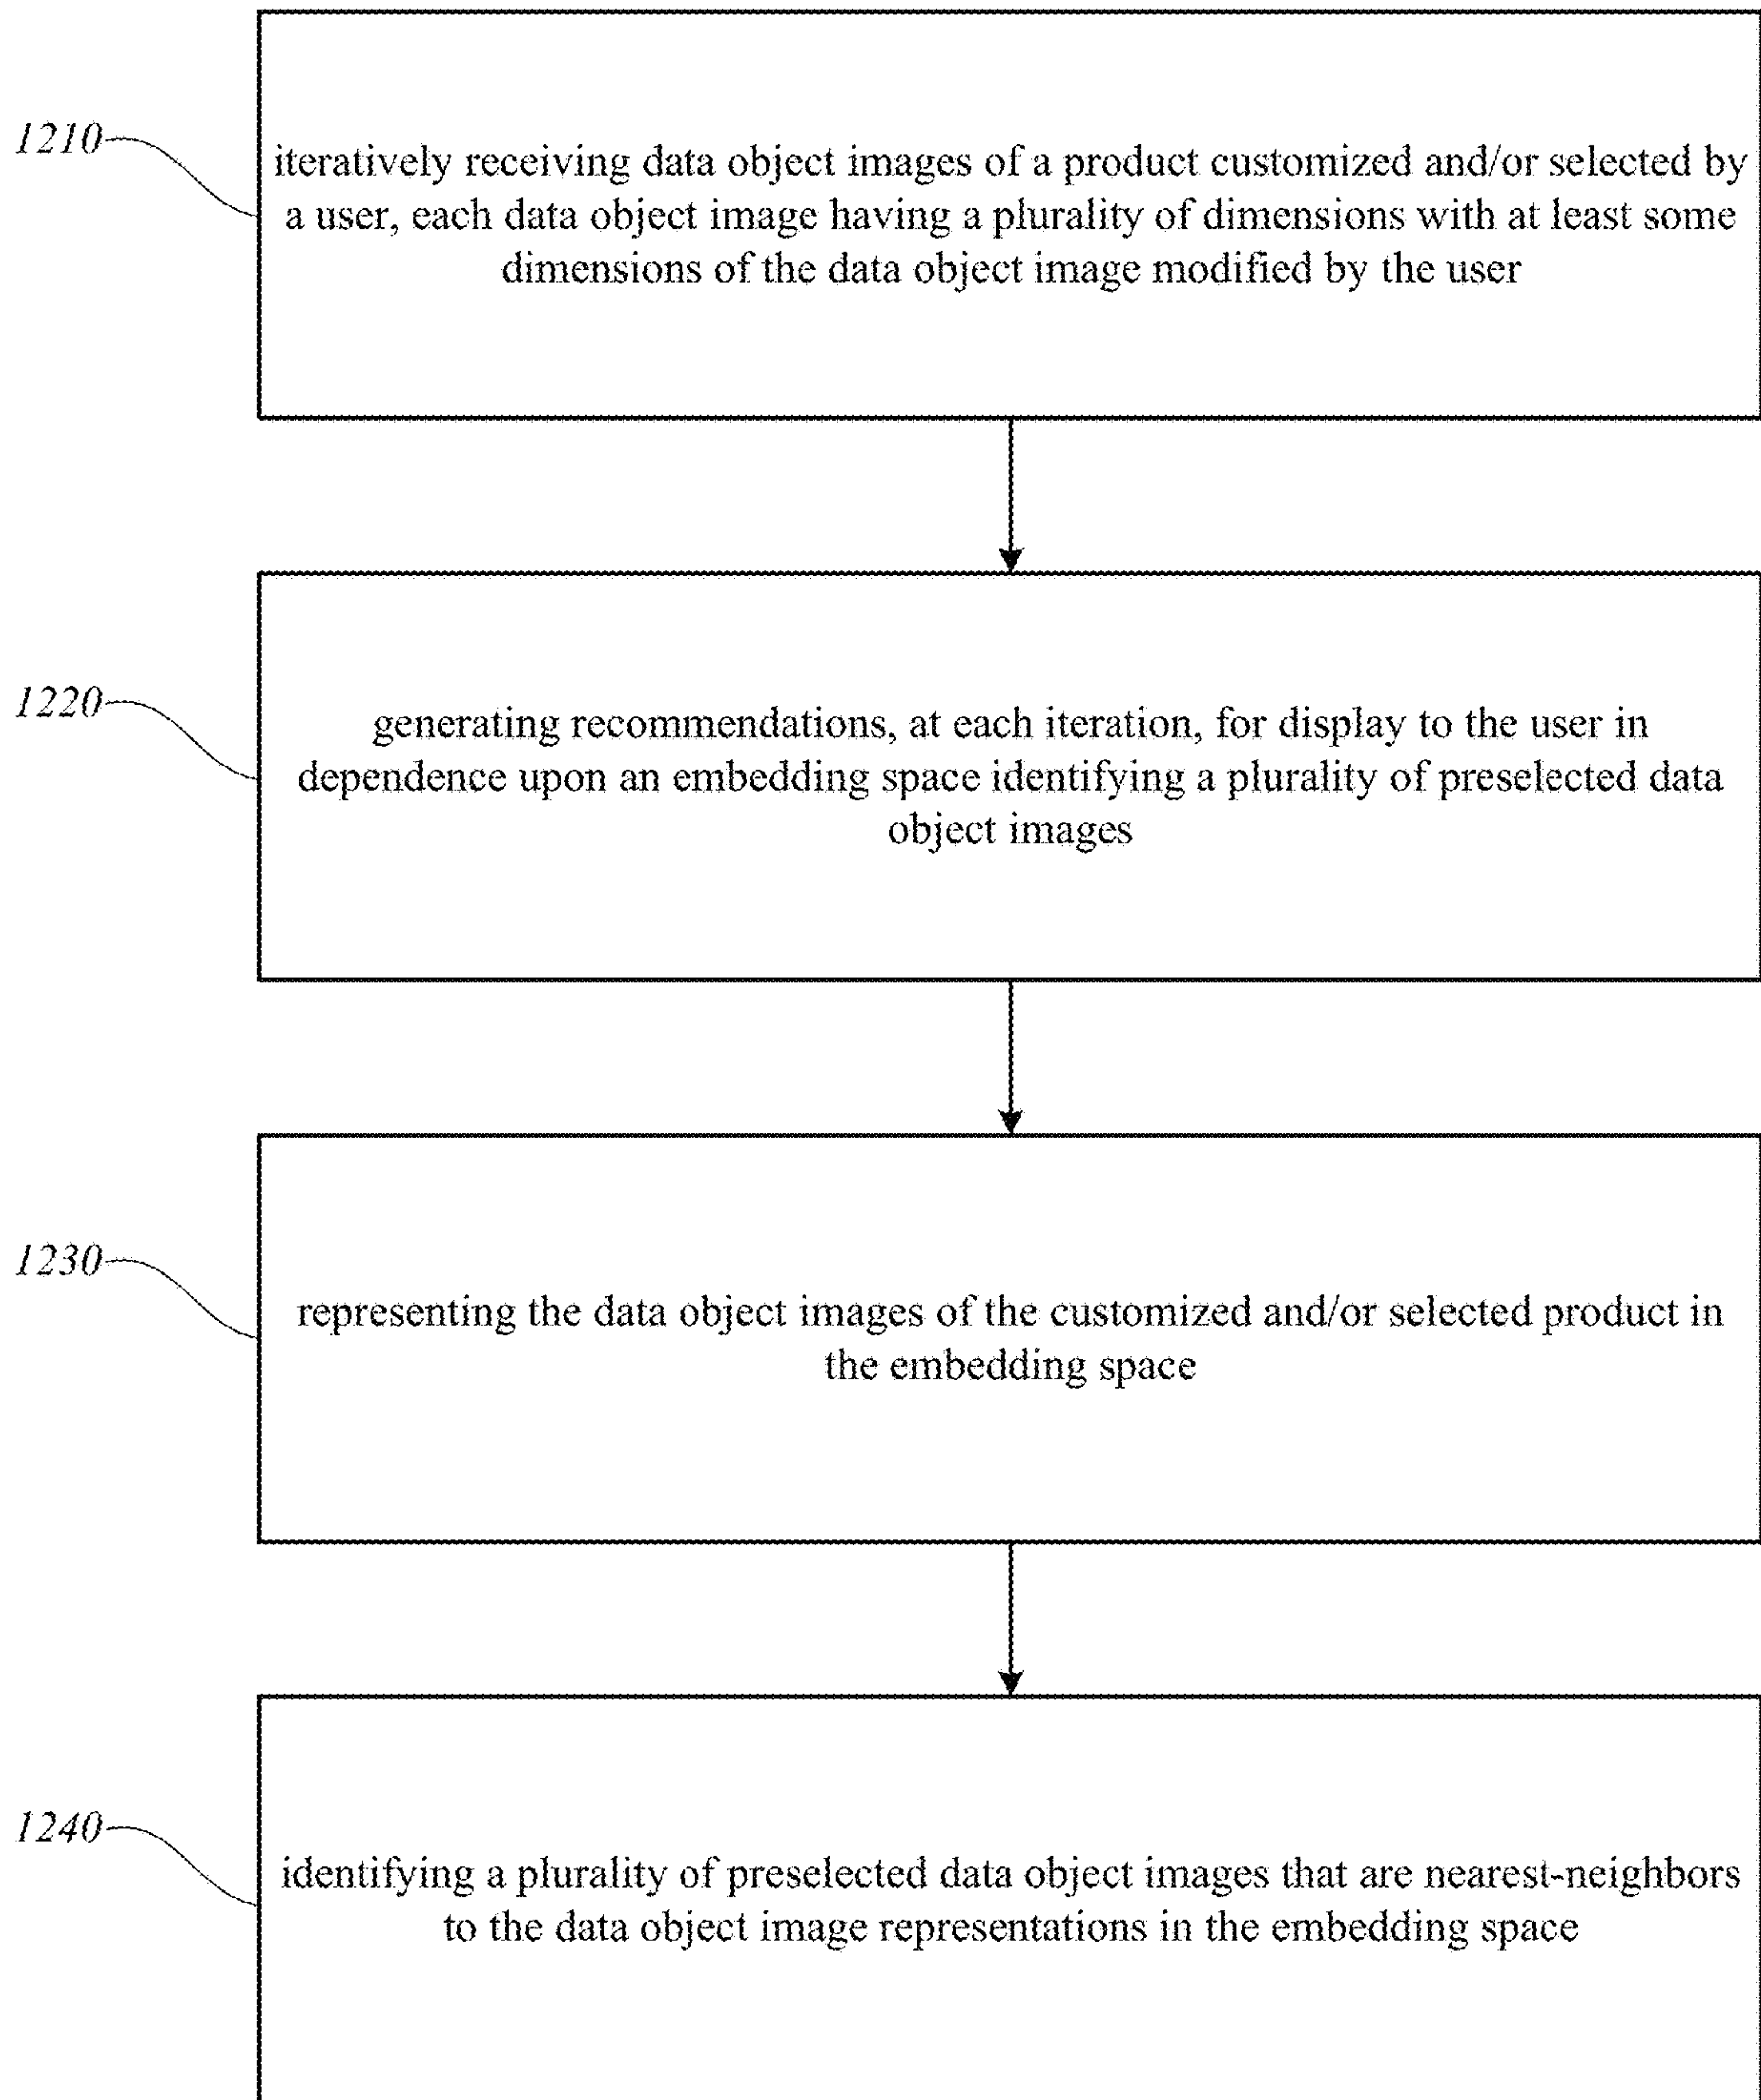 1210
iteratively receiving data object images of a product customized and/or selected by
a user, each data object image having a plurality of dimensions with at least some
dimensions of the data object image modified by the user
1220
generating recommendations, at each iteration, for display to the user in
dependence upon an embedding space identifying a plurality of preselected data
object images
1230
representing the data object images of the customized and/or selected product in
the embedding space
1240
identifying a plurality of preselected data object images that are nearest-neighbors
to the data object image representations in the embedding space